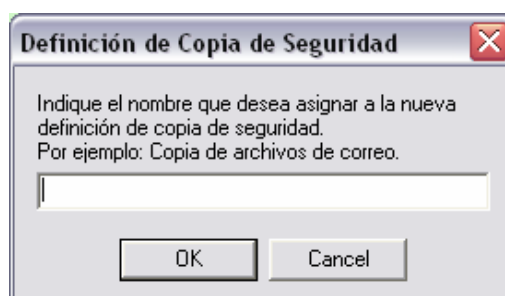 Definición de Copia de Seguridad
Indique el nombre que desea asignar a la nueva
definición de copia de seguridad.
Por ejemplo: Copia de archivos de correo.
OK
Cancel